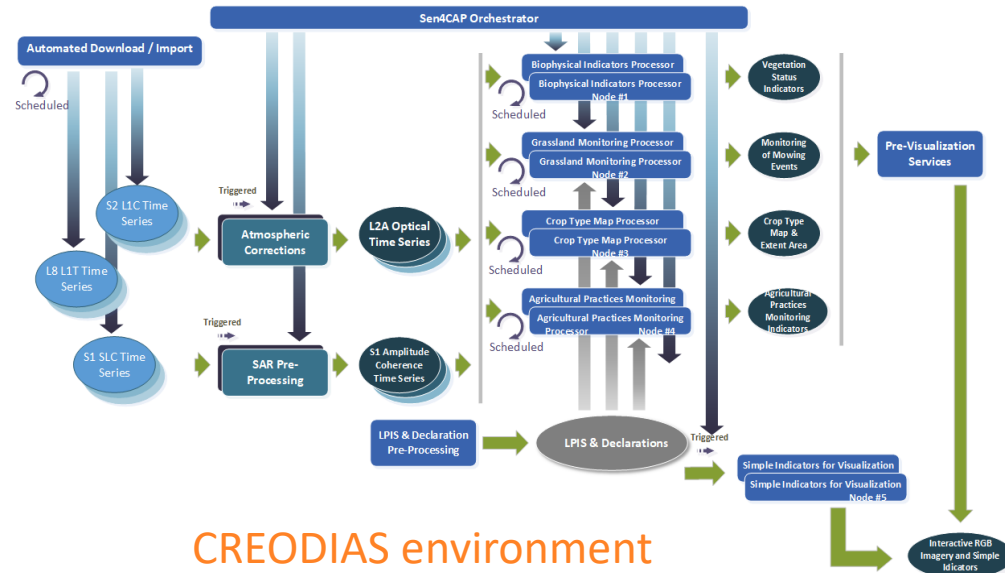 Sen4CAP Orchestrator
Automated Download / Import
Scheduled
Biophysical Indicators Processor
Biophysical Indicators Processor
Node #1
Scheduled
Vegetation
Status
Indicators
Grassland Monitoring Processor
Grassland Monitoring Processor
Node #2
Scheduled
Monitoring
of Mowing
Events
Pre-Visualization
Services
Triggered
S2 L1C Time
Series
Atmospheric
Corrections
L2A Optical
Time Series
Crop Type Map Processor
Crop Type Map Processor
Node #3
Scheduled
Crop Type
Map &
Extent Area
L8 L1T Time
Series
Agricultural Practices Monitoring
Agricultural Practices Monitoring
Processor Node #4
Scheduled
Agricultural
Practices
Monitoring
Indicators
Triggered
S1 SLC Time
Series
SAR Pre-
Processing
S1 Amplitude
Coherence
Time Series
LPIS & Declaration
Pre-Processing
LPIS & Declarations
Triggered
Simple Indicators for Visualization
Simple Indicators for Visualization
Node #5
CREODIAS environment
Interactive RGB
Imagery and Simple
Idicators